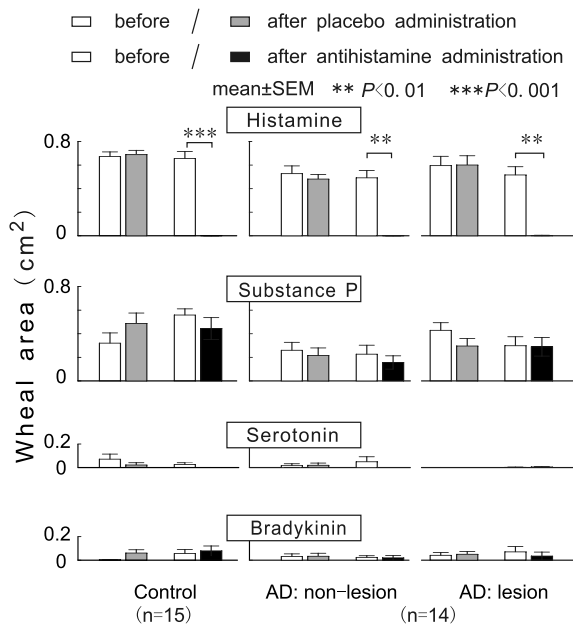 before / after placebo administration
before / after antihistamine administration
mean±SEM ** P<0.01 ***P<0.001
Histamine
0.8
0
*** ** **
Substance P
0.8
0
Serotonin
0.2
0
Bradykinin
0.2
0
Wheal area (cm²)
Control AD: non-lesion AD: lesion
(n=15) (n=14)